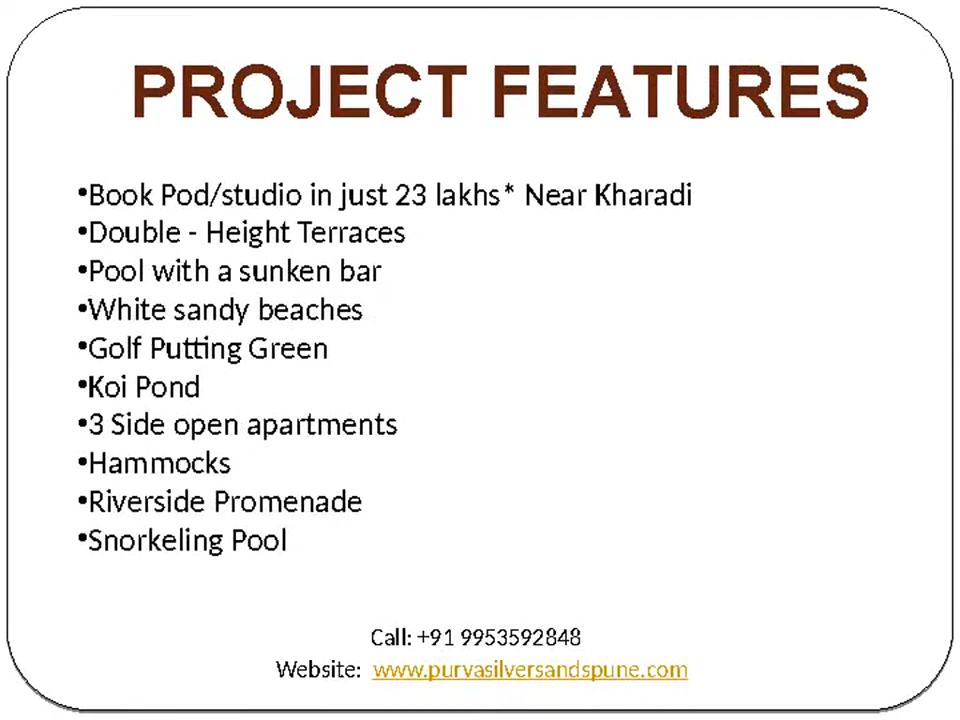 PROJECT FEATURES
•Book Pod/studio in just 23 lakhs* Near Kharadi
•Double - Height Terraces
•Pool with a sunken bar
•White sandy beaches
•Golf Putting Green
•Koi Pond
•3 Side open apartments
•Hammocks
•Riverside Promenade
•Snorkeling Pool
Call: +91 9953592848
Website: www.purvasilversandspune.com